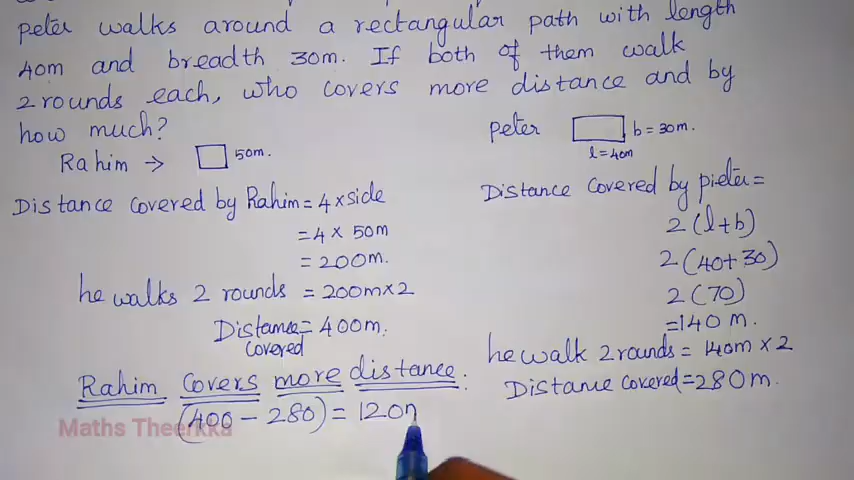 peter walks around a rectangular path with length
40m and breadth 30m. If both of them walk
2 rounds each, who covers more distance and by
how much?
Rahim → 50m.
Distance covered by Rahim = 4 × side
= 4 × 50m
= 200m.
he walks 2 rounds = 200m × 2
Distance = 400m.
covered
Rahim covers more distance:
(400 - 280) = 120m
peter b = 30m.
l = 40m
Distance covered by pieter =
2 (l + b)
2 (40 + 30)
2 (70)
= 140 m.
he walk 2 rounds = 140m × 2
Distance covered = 280m.
Maths Theerkka